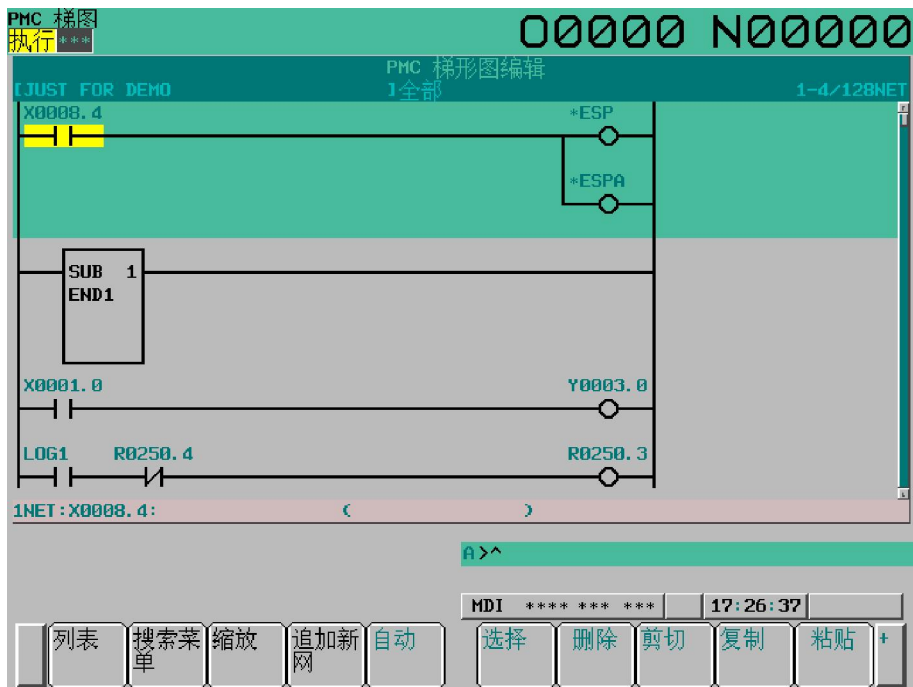 PMC 梯图
执行 *** O0000 N00000
PMC 梯形图编辑
[JUST FOR DEMO ]全部 1-4/128NET
X0008.4 *ESP
*ESPA
SUB 1
END1
X0001.0 Y0003.0
LOG1 R0250.4 R0250.3
1NET:X0008.4: ( )
A>^
MDI **** *** *** 17:26:37
列表 搜索菜单 缩放 追加新网 自动 选择 删除 剪切 复制 粘贴 +